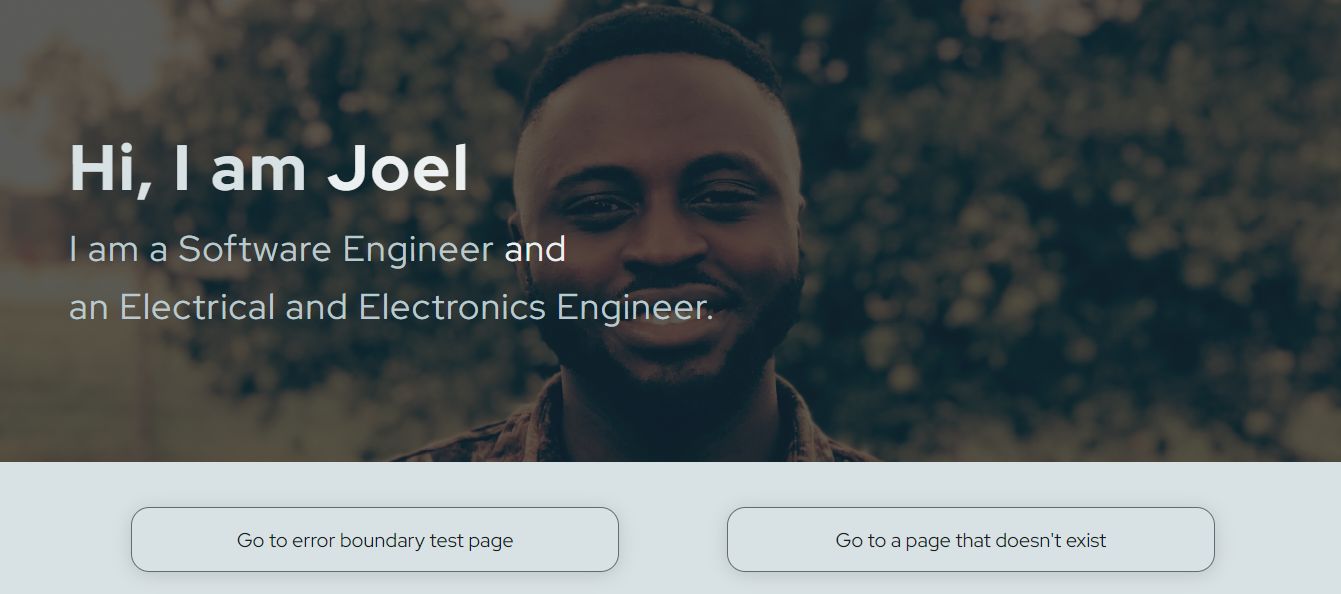 Hi, I am Joel
I am a Software Engineer and
an Electrical and Electronics Engineer.
Go to error boundary test page
Go to a page that doesn't exist